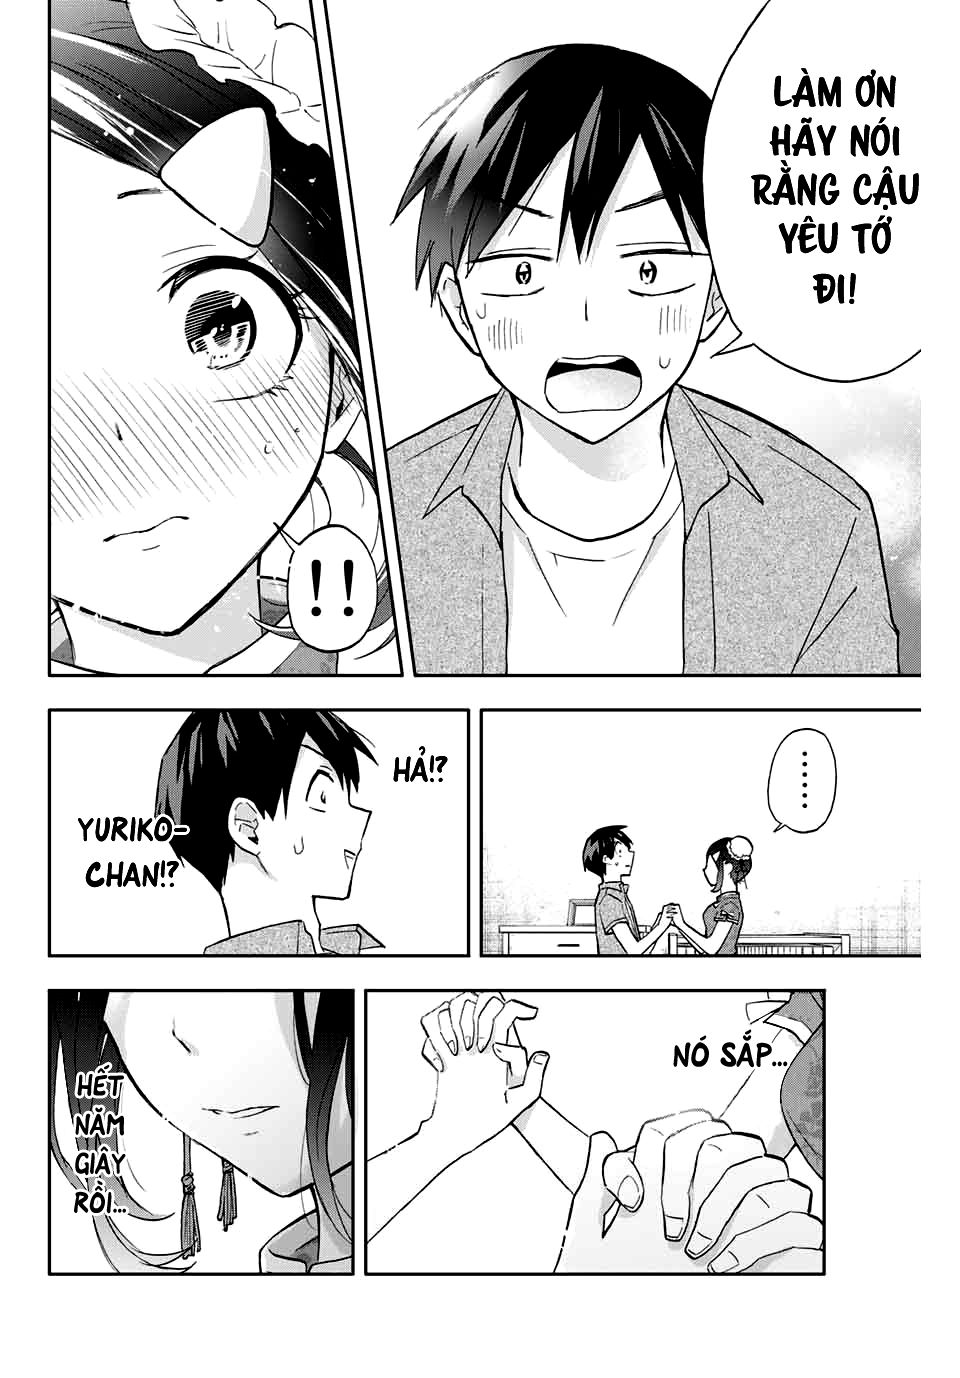 LÀM ƠN
HÃY NÓI
RẰNG CẬU
YÊU TỚ
ĐI!
!!
......
HẢ!?
YURIKO-
CHAN!?
NÓ SẮP...
HẾT
NĂM
GIÂY
RỒI...